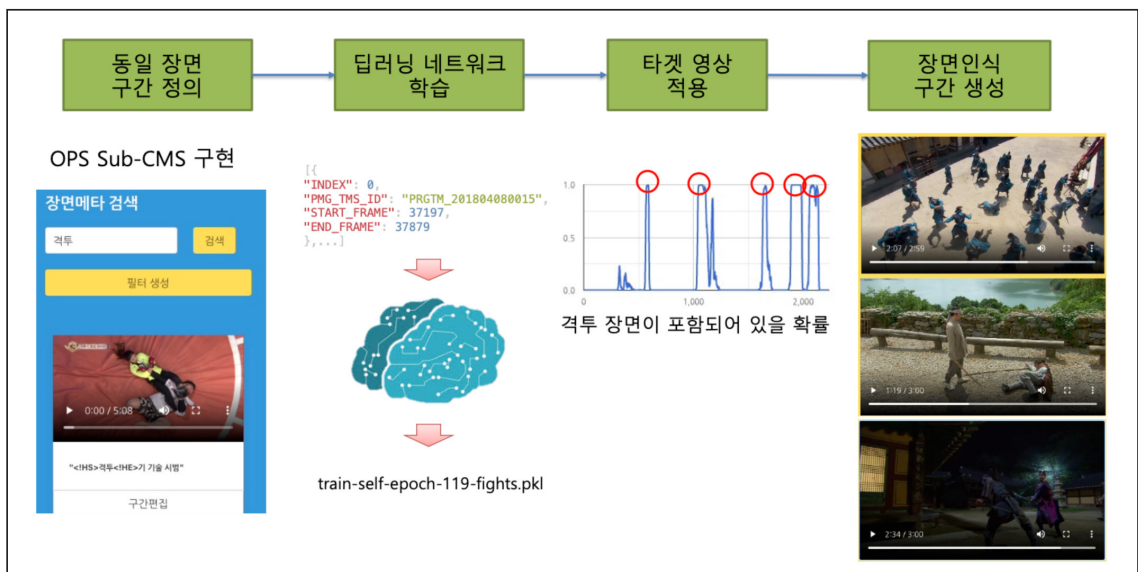 동일 장면
구간 정의
딥러닝 네트워크
학습
타겟 영상
적용
장면인식
구간 생성
OPS Sub-CMS 구현
장면메타 검색
격투
검색
필터 생성
0:00 / 5:08
"<!HS>격투<!HE>기 기술 시범"
구간편집
[{
"INDEX": 0,
"PMG_TMS_ID": "PRGTM_201804080015",
"START_FRAME": 37197,
"END_FRAME": 37879
},...]
train-self-epoch-119-fights.pkl
1.0
0.5
0.0
0
1,000
2,000
격투 장면이 포함되어 있을 확률
2:07 / 2:59
1:19 / 3:00
2:34 / 3:00